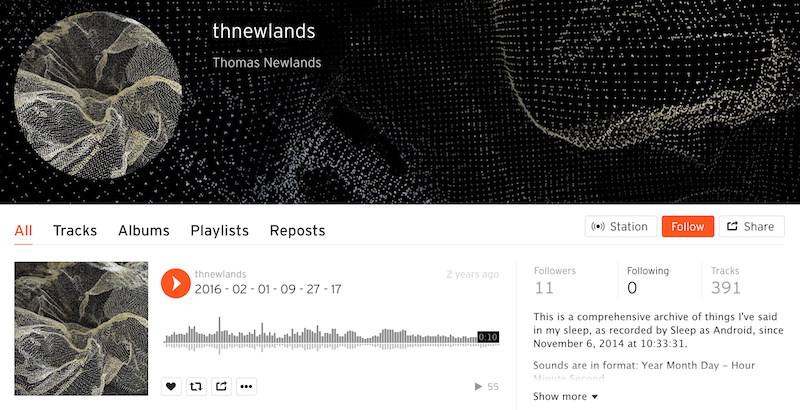 thnewlands
Thomas Newlands
All Tracks Albums Playlists Reposts
Station Follow Share
thnewlands 2 years ago
2016 - 02 - 01 - 09 - 27 - 17
0:10
55
Followers Following Tracks
11 0 391
This is a comprehensive archive of things I've said
in my sleep, as recorded by Sleep as Android, since
November 6, 2014 at 10:33:31.
Sounds are in format: Year Month Day – Hour
Minute Second
Show more